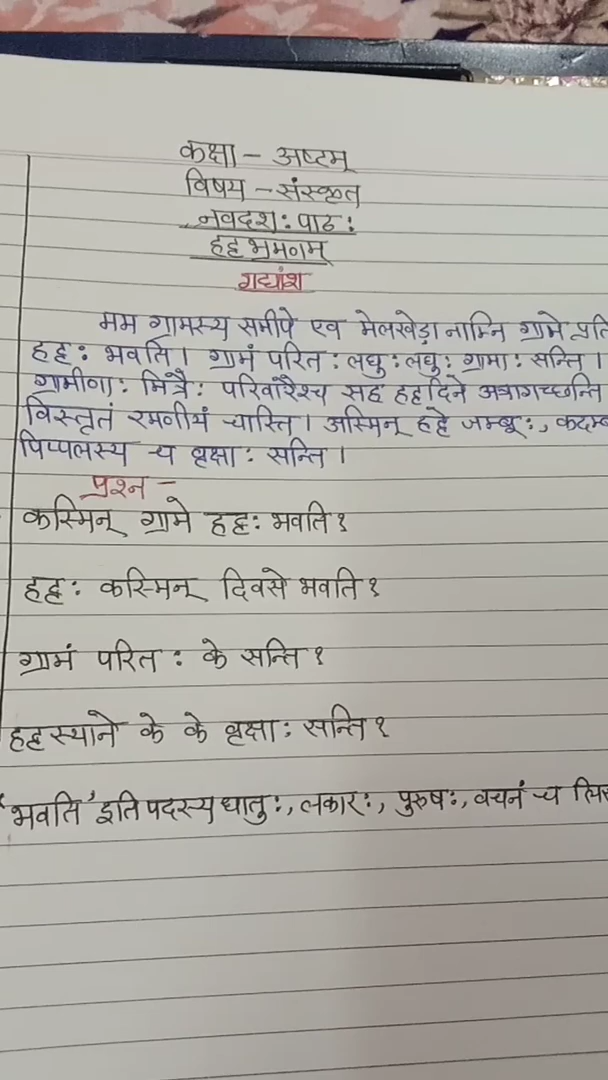 कक्षा - अष्टम्
विषय - संस्कृत
नवदश: पाठ:
हट्ट भ्रमणम्
गद्यांश
मम ग्रामस्य समीपे एव मेलखेड़ा नाम्नि ग्रामे
हट्ट: भवति। ग्रामं परित: लघु: लघु: ग्रामा: सन्ति।
ग्रामीणा: मित्रै: परिवारैश्च सह हट्टदिने अत्रागच्छन्ति
विस्तृतं रमणीयं चास्ति। अस्मिन् हट्टे जम्बू:,
पिप्पलस्य च वृक्षा: सन्ति।
प्रश्न -
कस्मिन् ग्रामे हट्ट: भवति?
हट्ट: कस्मिन् दिवसे भवति?
ग्रामं परित: के सन्ति?
हट्टस्थाने के के वृक्षा: सन्ति?
'भवति' इति पदस्य धातु:, लकार:, पुरुष:, वचनं च